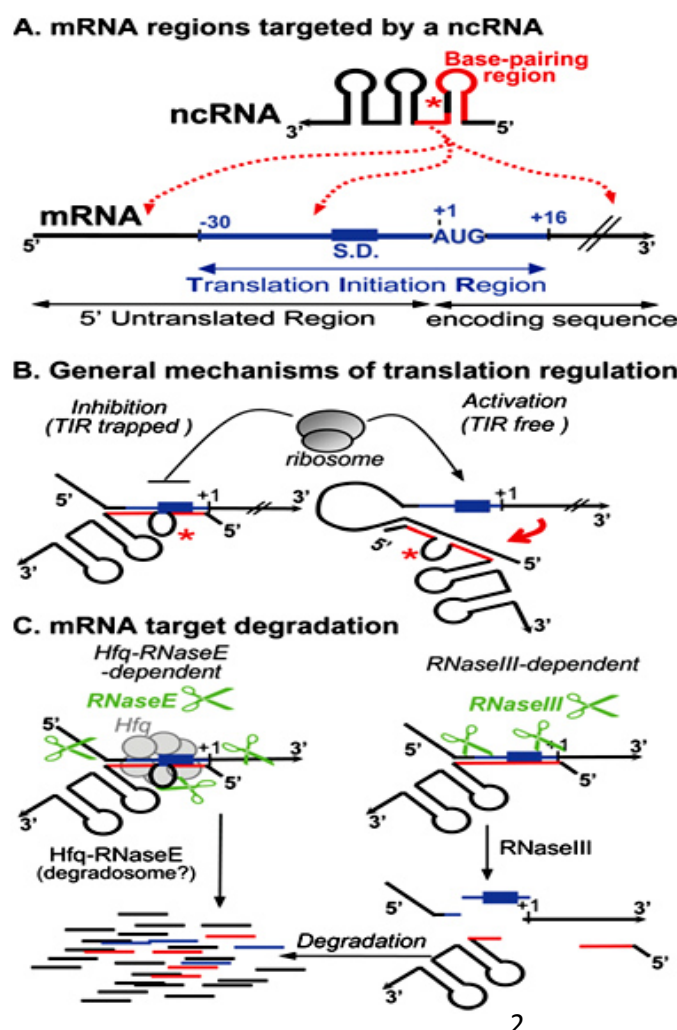 A. mRNA regions targeted by a ncRNA
Base-pairing
region
*
ncRNA
3’
5’
mRNA
-30
+1
+16
5’
AUG
3’
S.D.
Translation Initiation Region
5’ Untranslated Region
encoding sequence
B. General mechanisms of translation regulation
Inhibition
(TIR trapped )
Activation
(TIR free )
ribosome
5’
+1
3’
5’
*
3’
+1
3’
5’
*
5’
3’
C. mRNA target degradation
Hfq-RNaseE
-dependent
RNaseIII-dependent
RNaseE
RNaseIII
Hfq
5’
+1
3’
5’
3’
5’
+1
3’
5’
3’
Hfq-RNaseE
(degradosome?)
RNaseIII
5’
+1
3’
Degradation
3’
5’
2